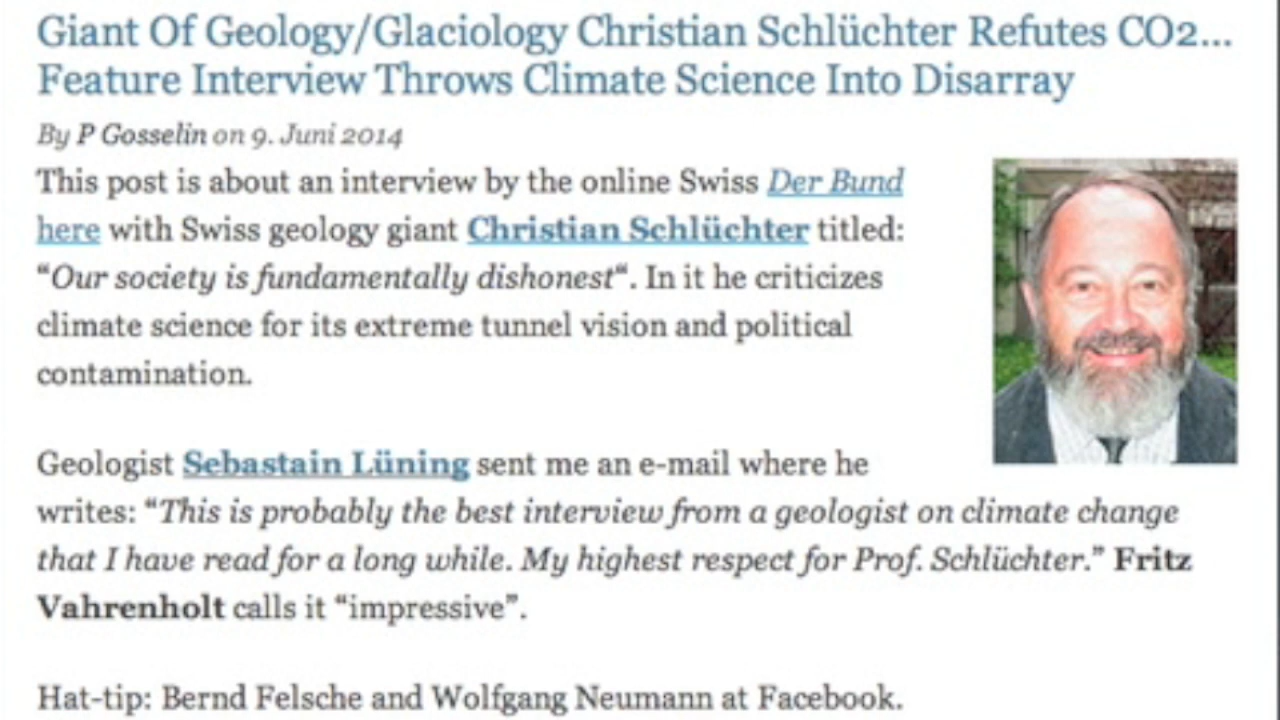 Giant Of Geology/Glaciology Christian Schlüchter Refutes CO2…
Feature Interview Throws Climate Science Into Disarray
By P Gosselin on 9. Juni 2014
This post is about an interview by the online Swiss Der Bund
here with Swiss geology giant Christian Schlüchter titled:
“Our society is fundamentally dishonest“. In it he criticizes
climate science for its extreme tunnel vision and political
contamination.
Geologist Sebastain Lüning sent me an e-mail where he
writes: “This is probably the best interview from a geologist on climate change
that I have read for a long while. My highest respect for Prof. Schlüchter.” Fritz
Vahrenholt calls it “impressive”.
Hat-tip: Bernd Felsche and Wolfgang Neumann at Facebook.